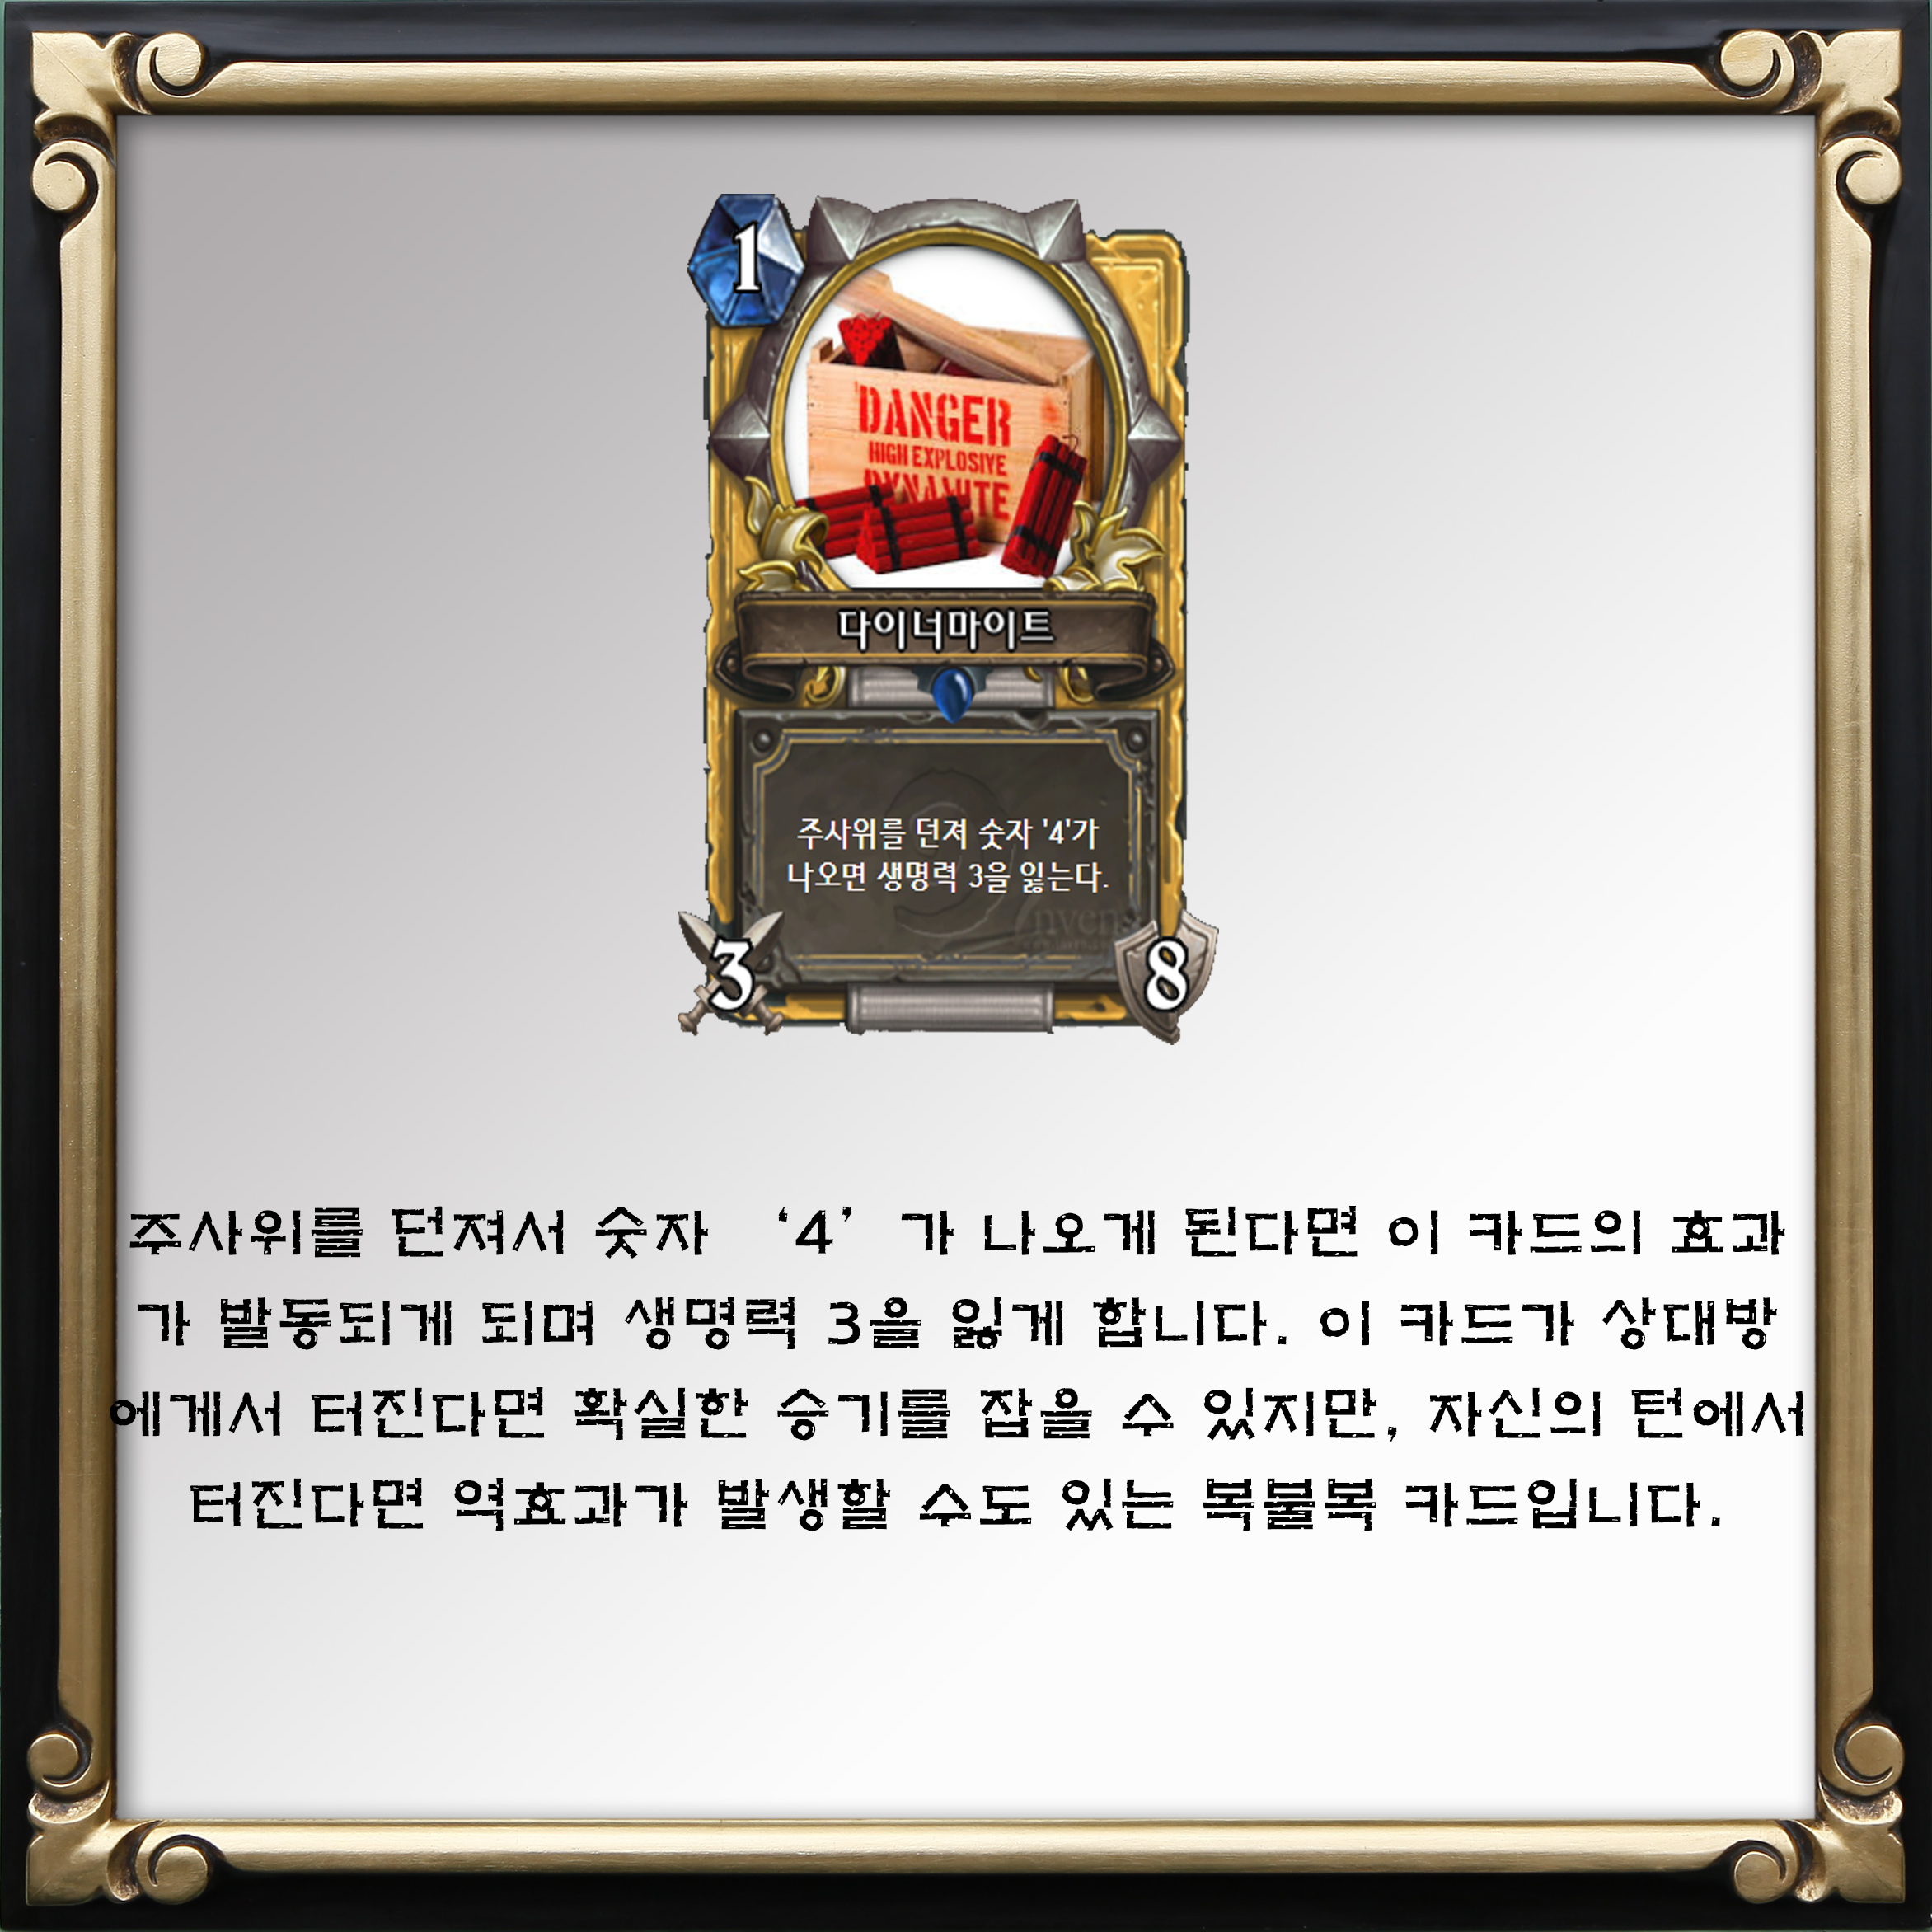 1
DANGER
HIGH EXPLOSIVE
DYNAMITE
다이너마이트
주사위를 던져 숫자 '4'가
나오면 생명력 3을 잃는다.
3
8
주사위를 던져서 숫자 ‘4’가 나오게 된다면 이 카드의 효과
가 발동되게 되며 생명력 3을 잃게 합니다. 이 카드가 상대방
에게서 터진다면 확실한 승기를 잡을 수 있지만, 자신의 턴에서
터진다면 역효과가 발생할 수도 있는 복불복 카드입니다.